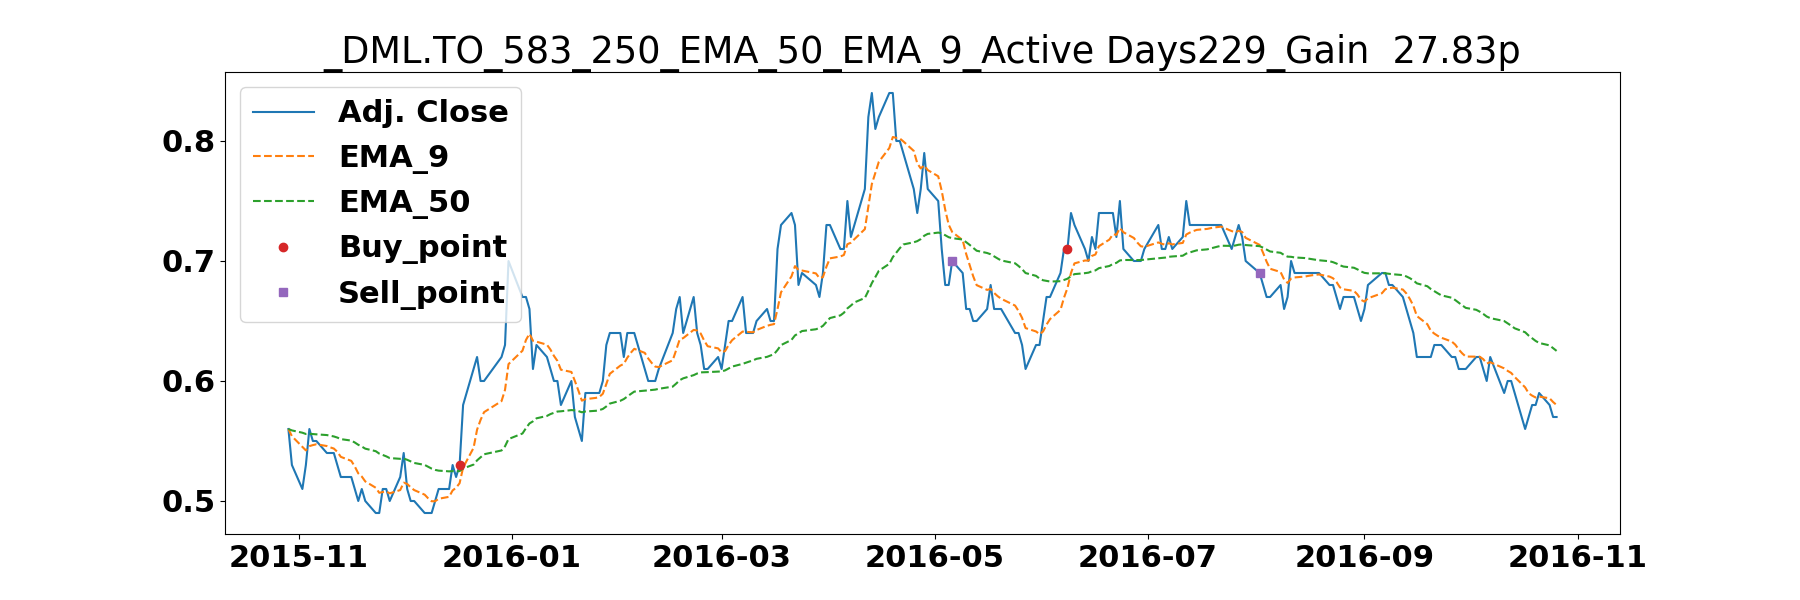 _DML.TO_583_250_EMA_50_EMA_9_Active Days229_Gain  27.83p
Adj. Close
EMA_9
EMA_50
Buy_point
Sell_point
0.8
0.7
0.6
0.5
2015-11 2016-01 2016-03 2016-05 2016-07 2016-09 2016-11